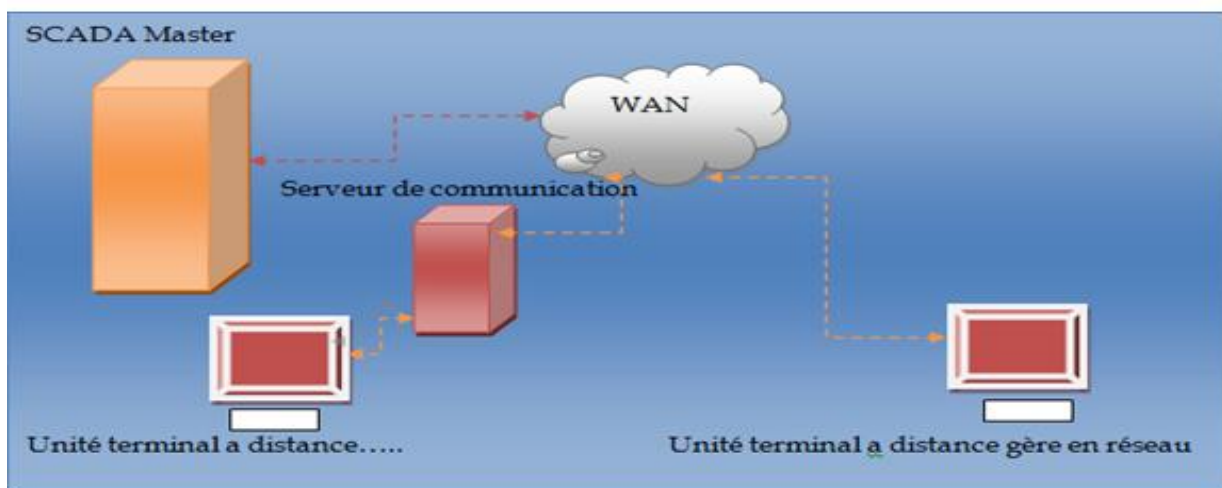 SCADA Master
WAN
Serveur de communication
Unité terminal a distance.....
Unité terminal a distance gère en réseau